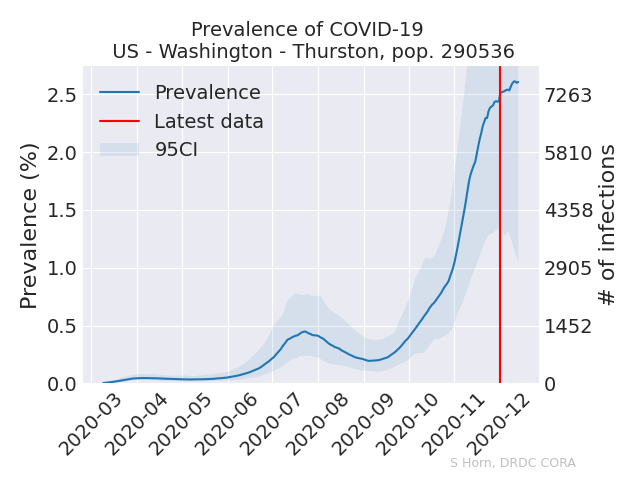 Prevalence of COVID-19
US - Washington - Thurston, pop. 290536
Prevalence
Latest data
95CI
Prevalence (%)
2.5
2.0
1.5
1.0
0.5
0.0
7263
5810
4358
2905
1452
0
# of infections
2020-03
2020-04
2020-05
2020-06
2020-07
2020-08
2020-09
2020-10
2020-11
2020-12
S Horn, DRDC CORA